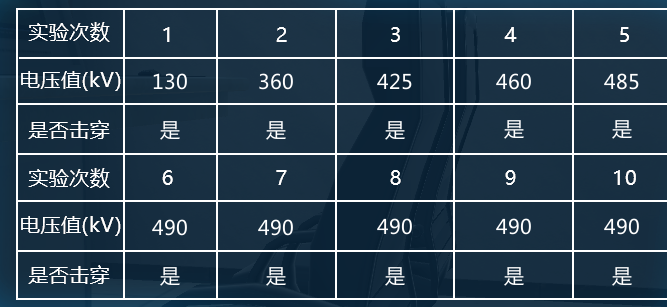 实验次数 1 2 3 4 5
电压值(kV) 130 360 425 460 485
是否击穿 是 是 是 是 是
实验次数 6 7 8 9 10
电压值(kV) 490 490 490 490 490
是否击穿 是 是 是 是 是